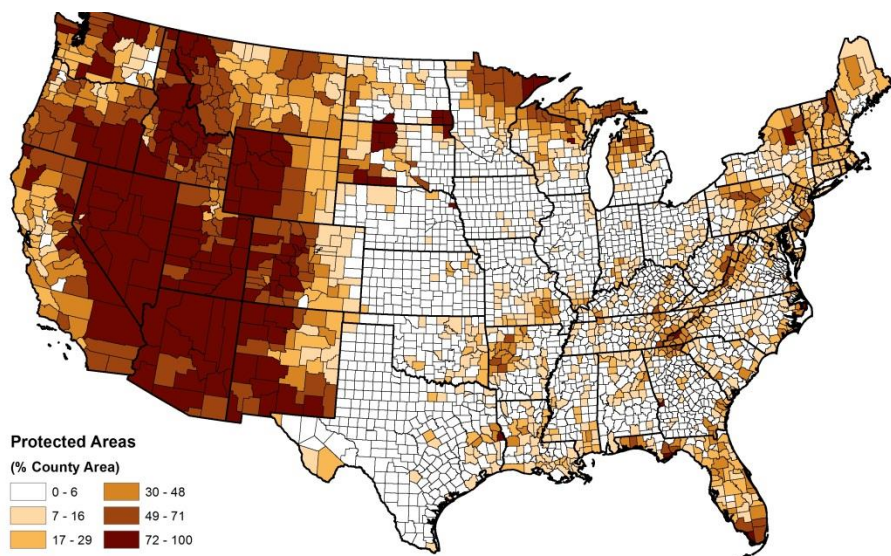 Protected Areas
(% County Area)
0 - 6
30 - 48
7 - 16
49 - 71
17 - 29
72 - 100